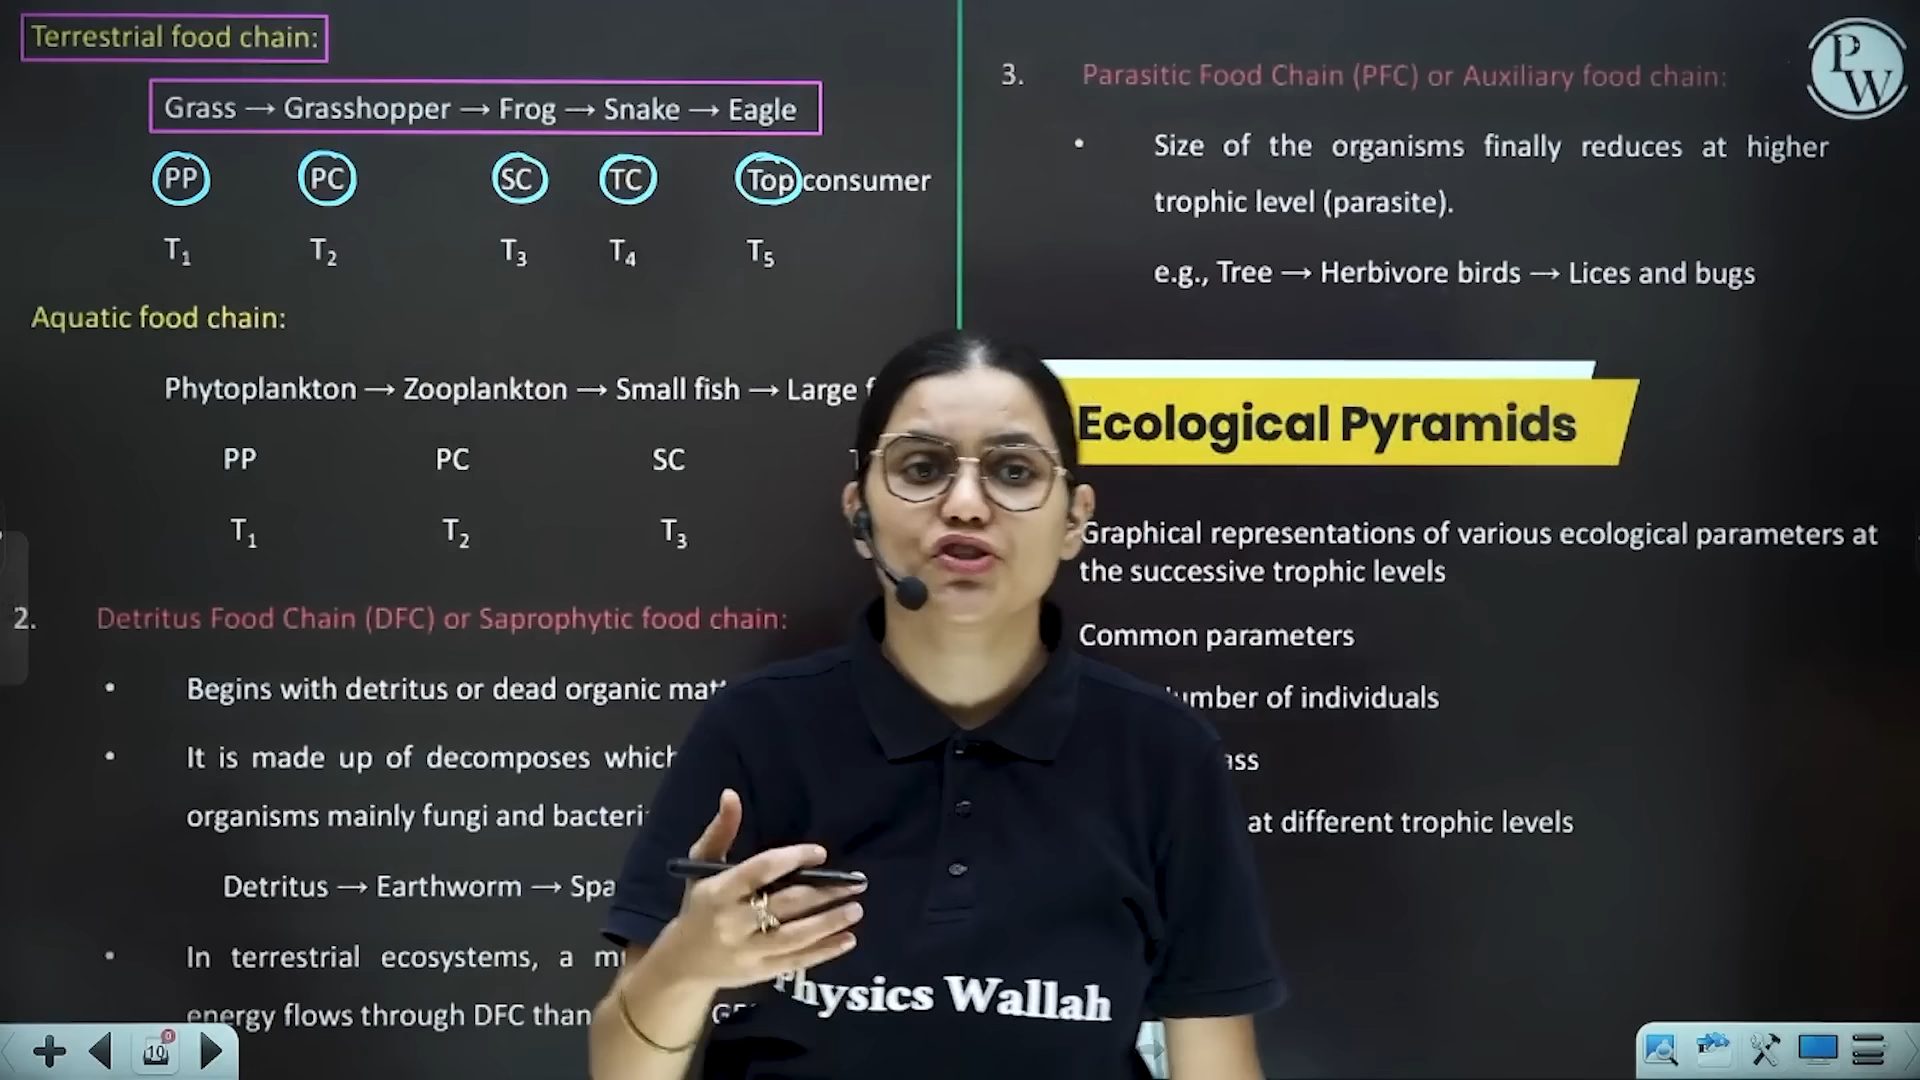 Terrestrial food chain:
Grass → Grasshopper → Frog → Snake → Eagle
PP PC SC TC Top consumer
T1 T2 T3 T4 T5
Aquatic food chain:
Phytoplankton → Zooplankton → Small fish → Large
PP PC SC
T1 T2 T3
2. Detritus Food Chain (DFC) or Saprophytic food chain:
• Begins with detritus or dead organic
• It is made up of decomposes which
organisms mainly fungi and
Detritus → Earthworm →
• In terrestrial ecosystems, a
energy flows through DFC than
3. Parasitic Food Chain (PFC) or Auxiliary food chain:
• Size of the organisms finally reduces at higher
trophic level (parasite).
e.g., Tree → Herbivore birds → Lices and bugs
Ecological Pyramids
Graphical representations of various ecological parameters at
the successive trophic levels
Common parameters
of individuals
at different trophic levels
PW
Physics Wallah
10
0